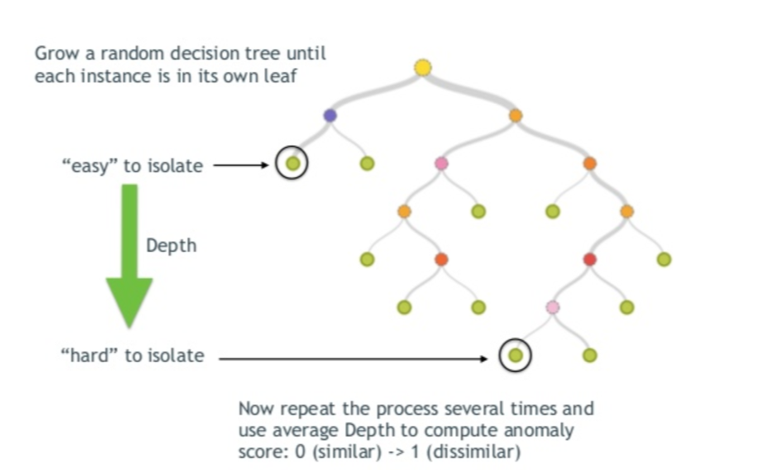 Grow a random decision tree until
each instance is in its own leaf
“easy” to isolate
Depth
“hard” to isolate
Now repeat the process several times and
use average Depth to compute anomaly
score: 0 (similar) -> 1 (dissimilar)